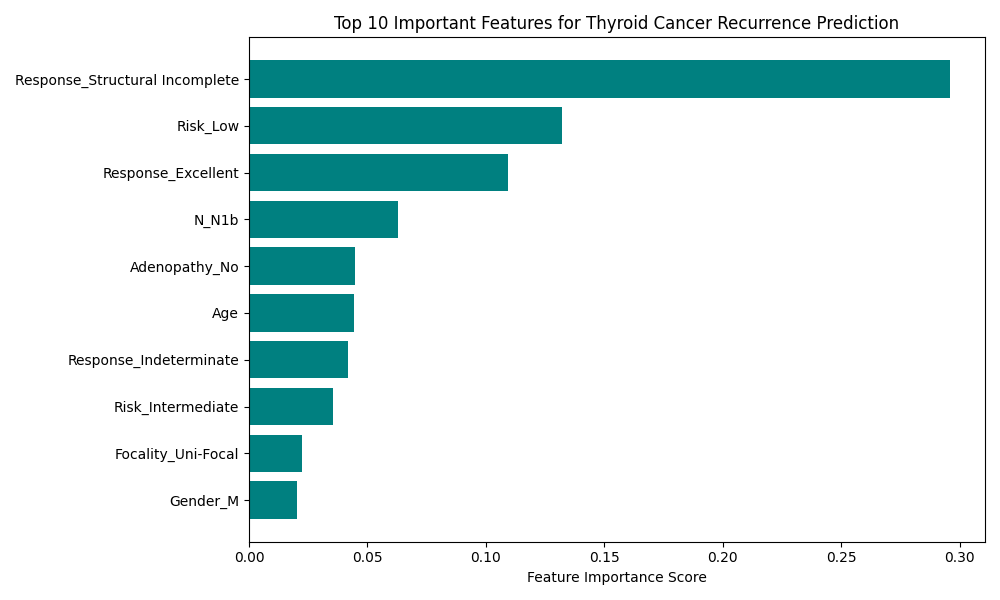 Top 10 Important Features for Thyroid Cancer Recurrence Prediction
Response_Structural Incomplete
Risk_Low
Response_Excellent
N_N1b
Adenopathy_No
Age
Response_Indeterminate
Risk_Intermediate
Focality_Uni-Focal
Gender_M
0.00 0.05 0.10 0.15 0.20 0.25 0.30
Feature Importance Score